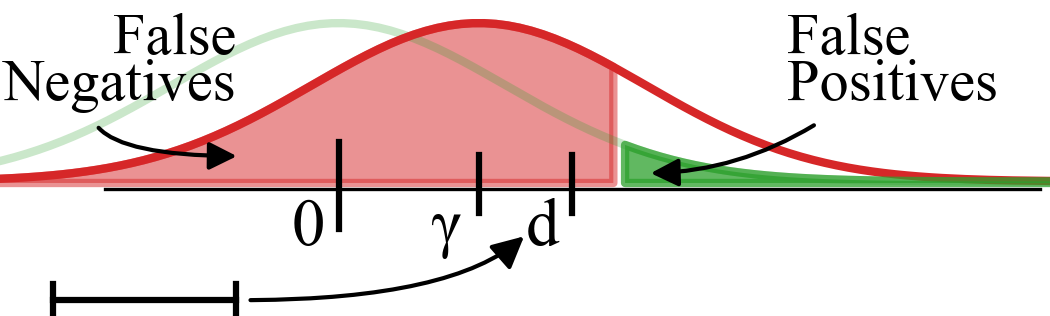 False
Negatives
False
Positives
0
γ
d